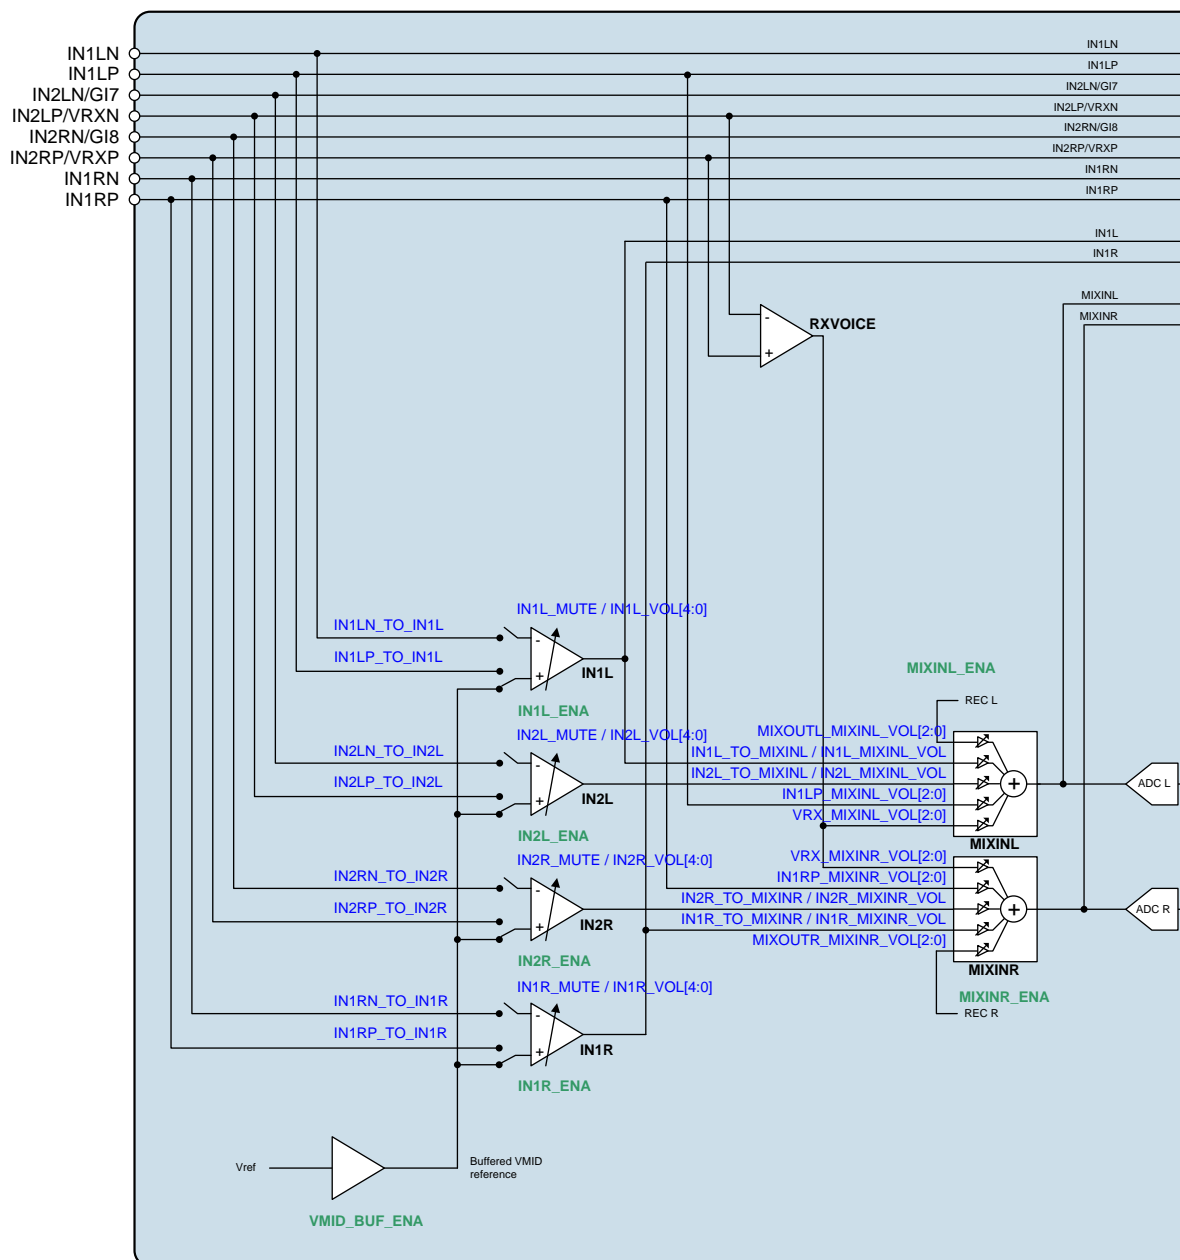 IN1LN
IN1LP
IN2LN/GI7
IN2LP/VRXN
IN2RN/GI8
IN2RP/VRXP
IN1RN
IN1RP
IN1LN
IN1LP
IN2LN/GI7
IN2LP/VRXN
IN2RN/GI8
IN2RP/VRXP
IN1RN
IN1RP
IN1L
IN1R
MIXINL
MIXINR
-
+
RXVOICE
IN1L_MUTE / IN1L_VOL[4:0]
IN1LN_TO_IN1L
IN1LP_TO_IN1L
-
+
IN1L
IN1L_ENA
IN2L_MUTE / IN2L_VOL[4:0]
IN2LN_TO_IN2L
IN2LP_TO_IN2L
-
+
IN2L
IN2L_ENA
IN2R_MUTE / IN2R_VOL[4:0]
IN2RN_TO_IN2R
IN2RP_TO_IN2R
-
+
IN2R
IN2R_ENA
IN1R_MUTE / IN1R_VOL[4:0]
IN1RN_TO_IN1R
IN1RP_TO_IN1R
-
+
IN1R
IN1R_ENA
MIXINL_ENA
REC L
MIXOUTL_MIXINL_VOL[2:0]
IN1L_TO_MIXINL / IN1L_MIXINL_VOL
IN2L_TO_MIXINL / IN2L_MIXINL_VOL
IN1LP_MIXINL_VOL[2:0]
VRX_MIXINL_VOL[2:0]
+
MIXINL
ADC L
VRX_MIXINR_VOL[2:0]
IN1RP_MIXINR_VOL[2:0]
IN2R_TO_MIXINR / IN2R_MIXINR_VOL
IN1R_TO_MIXINR / IN1R_MIXINR_VOL
MIXOUTR_MIXINR_VOL[2:0]
+
MIXINR
ADC R
MIXINR_ENA
REC R
Vref
Buffered VMID
reference
VMID_BUF_ENA